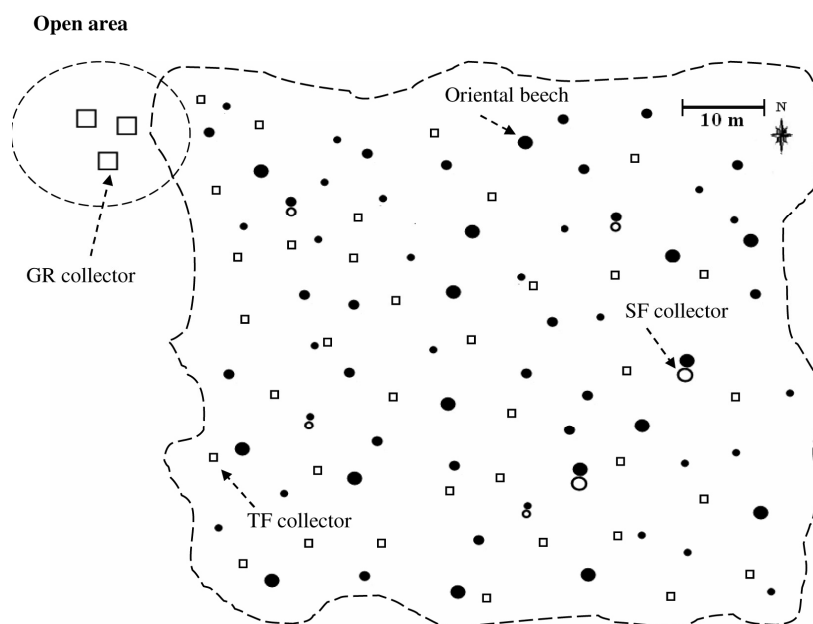 Open area
Oriental beech
N
10 m
GR collector
SF collector
TF collector